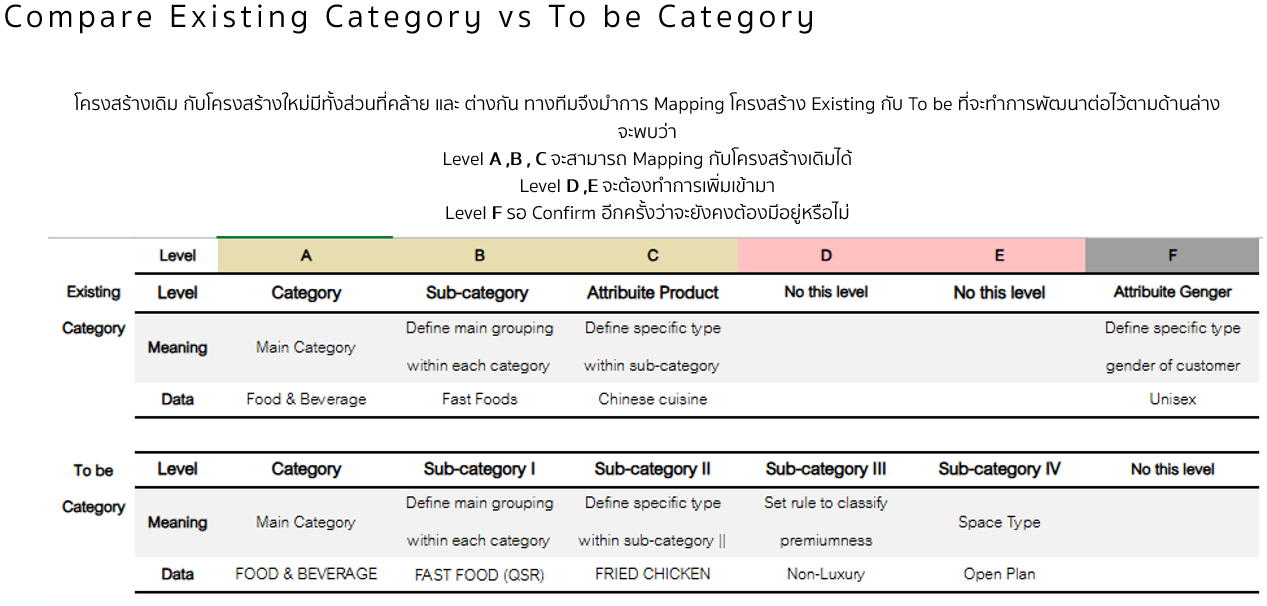 Compare Existing Category vs To be Category
โครงสร้างเดิม กับโครงสร้างใหม่มีทั้งส่วนที่คล้าย และ ต่างกัน ทางทีมจึงมำการ Mapping โครงสร้าง Existing กับ To be ที่จะทำการพัฒนาต่อไว้ตามด้านล่าง
จะพบว่า
Level A ,B , C จะสามารถ Mapping กับโครงสร้างเดิมได้
Level D ,E จะต้องทำการเพิ่มเข้ามา
Level F รอ Confirm อีกครั้งว่าจะยังคงต้องมีอยู่หรือไม่
Level A B C D E F
Existing Level Category Sub-category Attribuite Product No this level No this level Attribuite Genger
Category Define main grouping Define specific type Define specific type
Meaning Main Category
within each category within sub-category gender of customer
Data Food & Beverage Fast Foods Chinese cuisine Unisex
To be Level Category Sub-category I Sub-category II Sub-category III Sub-category IV No this level
Category Define main grouping Define specific type Set rule to classify
Meaning Main Category Space Type
within each category within sub-category || premiumness
Data FOOD & BEVERAGE FAST FOOD (QSR) FRIED CHICKEN Non-Luxury Open Plan